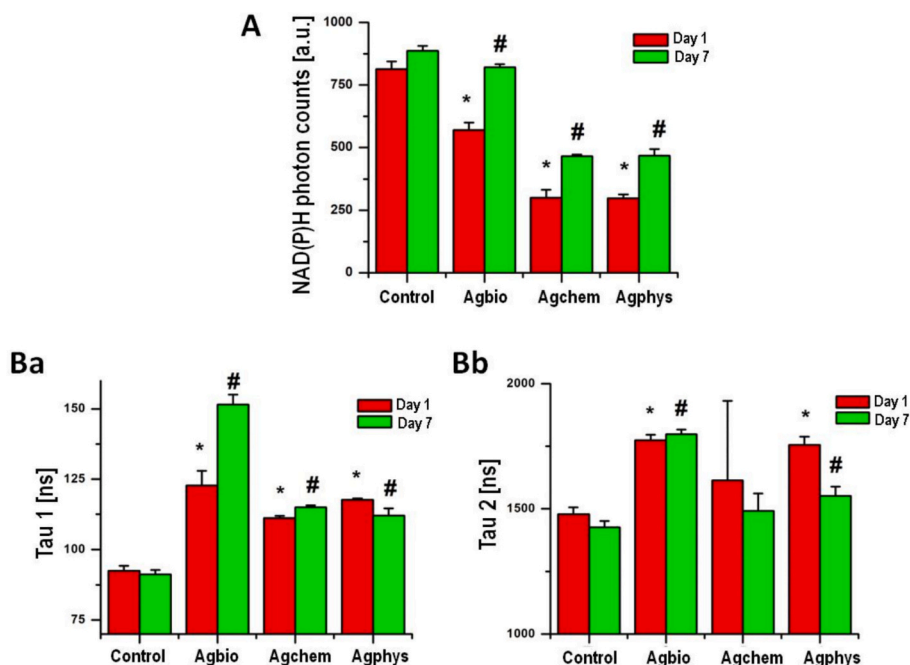 A
NAD(P)H photon counts [a.u.]
1000
750
500
250
0
Day 1
Day 7
* # * # * #
Control Agbio Agchem Agphys
Ba
Tau 1 [ns]
150
125
100
75
Day 1
Day 7
* # * # * #
Control Agbio Agchem Agphys
Bb
Tau 2 [ns]
2000
1500
1000
Day 1
Day 7
* # * #
Control Agbio Agchem Agphys